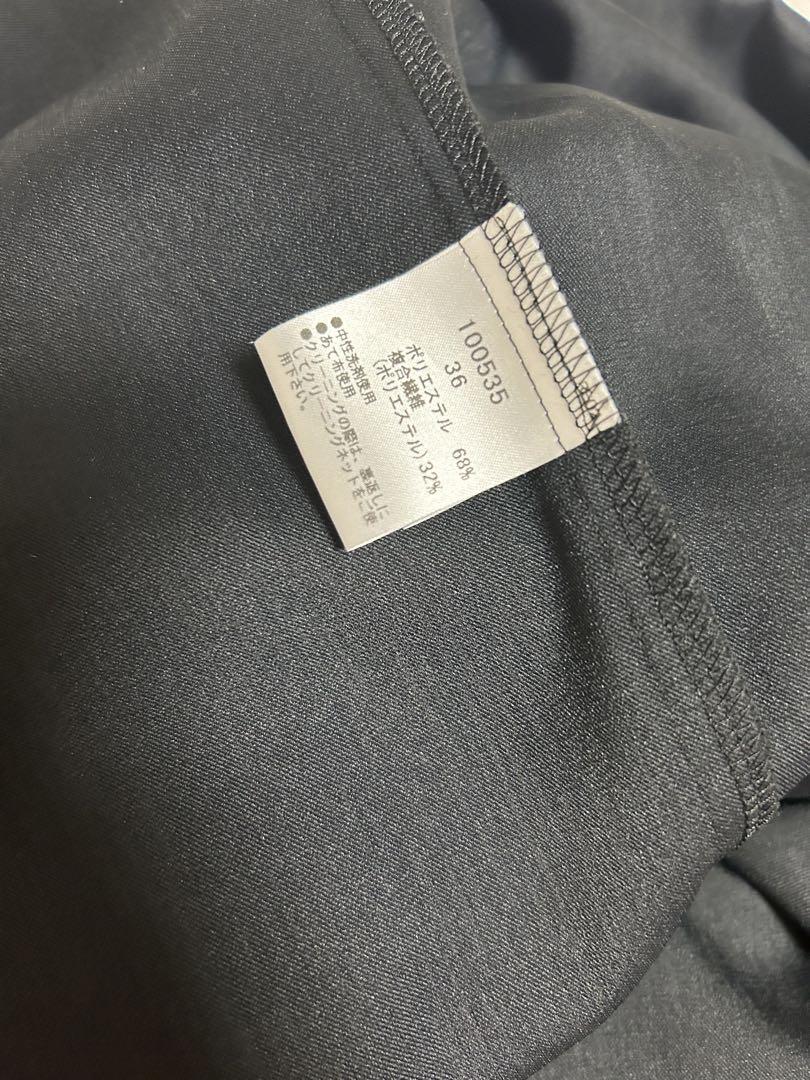 100535
36
ポリエステル 68%
複合繊維
(ポリエステル)32%
●中性洗剤使用
●あて布使用
●クリーニングの際は、裏返しに
してクリーニングネットをご使
用下さい。